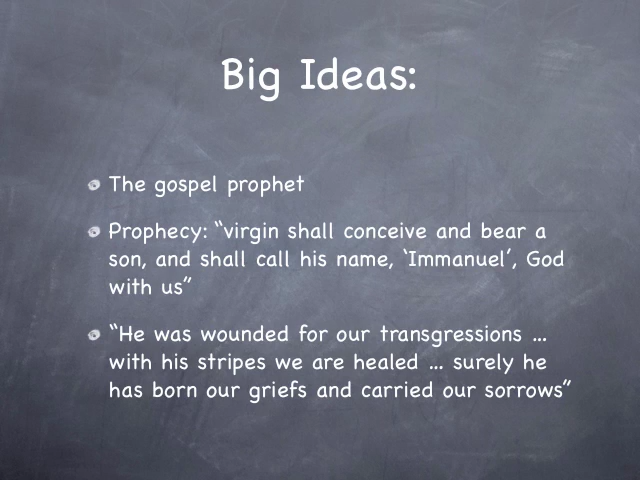 Big Ideas:
The gospel prophet
Prophecy: “virgin shall conceive and bear a
son, and shall call his name, ‘Immanuel’, God
with us”
“He was wounded for our transgressions ...
with his stripes we are healed ... surely he
has born our griefs and carried our sorrows”